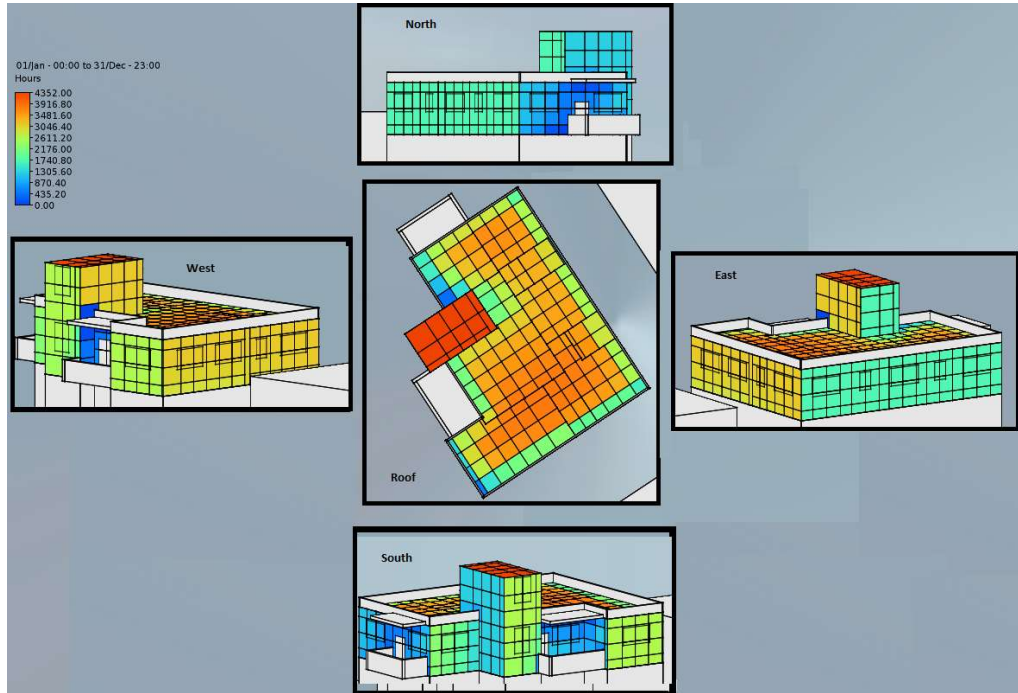 North
01/Jan - 00:00 to 31/Dec - 23:00
Hours
4352.00
3916.80
3481.60
3046.40
2611.20
2176.00
1740.80
1305.60
870.40
435.20
0.00
West
East
Roof
South